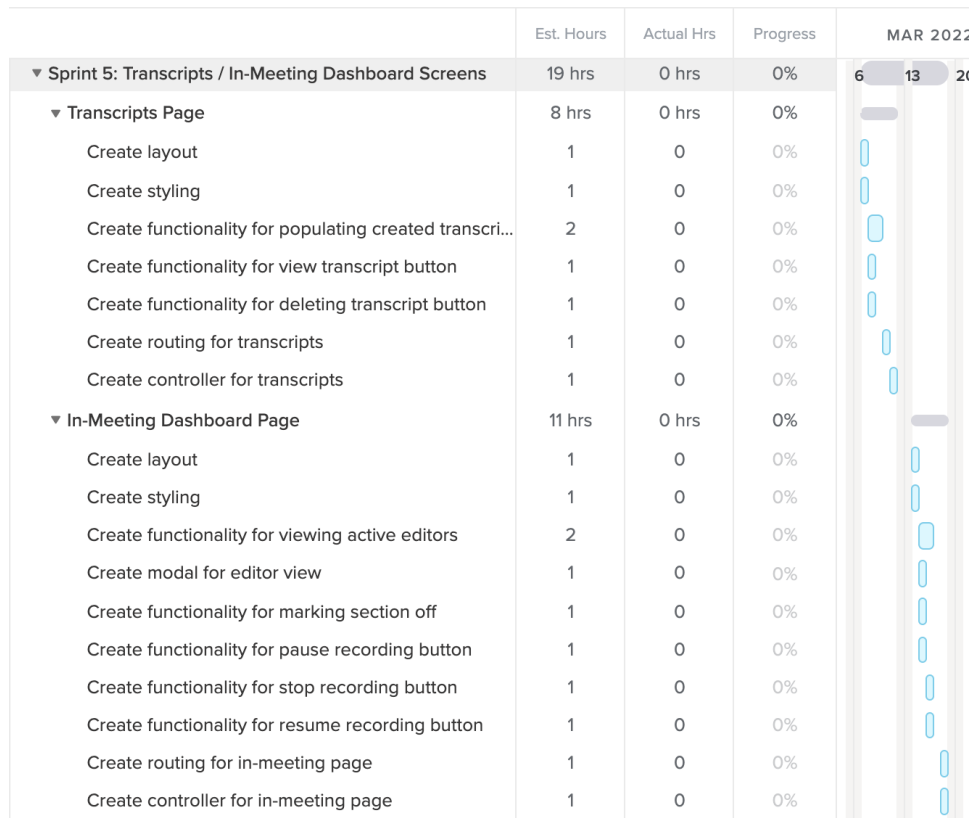 Est. Hours Actual Hrs Progress MAR 2022
▼ Sprint 5: Transcripts / In-Meeting Dashboard Screens 19 hrs 0 hrs 0% 6 13 20
▼ Transcripts Page 8 hrs 0 hrs 0%
Create layout 1 0 0%
Create styling 1 0 0%
Create functionality for populating created transcri... 2 0 0%
Create functionality for view transcript button 1 0 0%
Create functionality for deleting transcript button 1 0 0%
Create routing for transcripts 1 0 0%
Create controller for transcripts 1 0 0%
▼ In-Meeting Dashboard Page 11 hrs 0 hrs 0%
Create layout 1 0 0%
Create styling 1 0 0%
Create functionality for viewing active editors 2 0 0%
Create modal for editor view 1 0 0%
Create functionality for marking section off 1 0 0%
Create functionality for pause recording button 1 0 0%
Create functionality for stop recording button 1 0 0%
Create functionality for resume recording button 1 0 0%
Create routing for in-meeting page 1 0 0%
Create controller for in-meeting page 1 0 0%